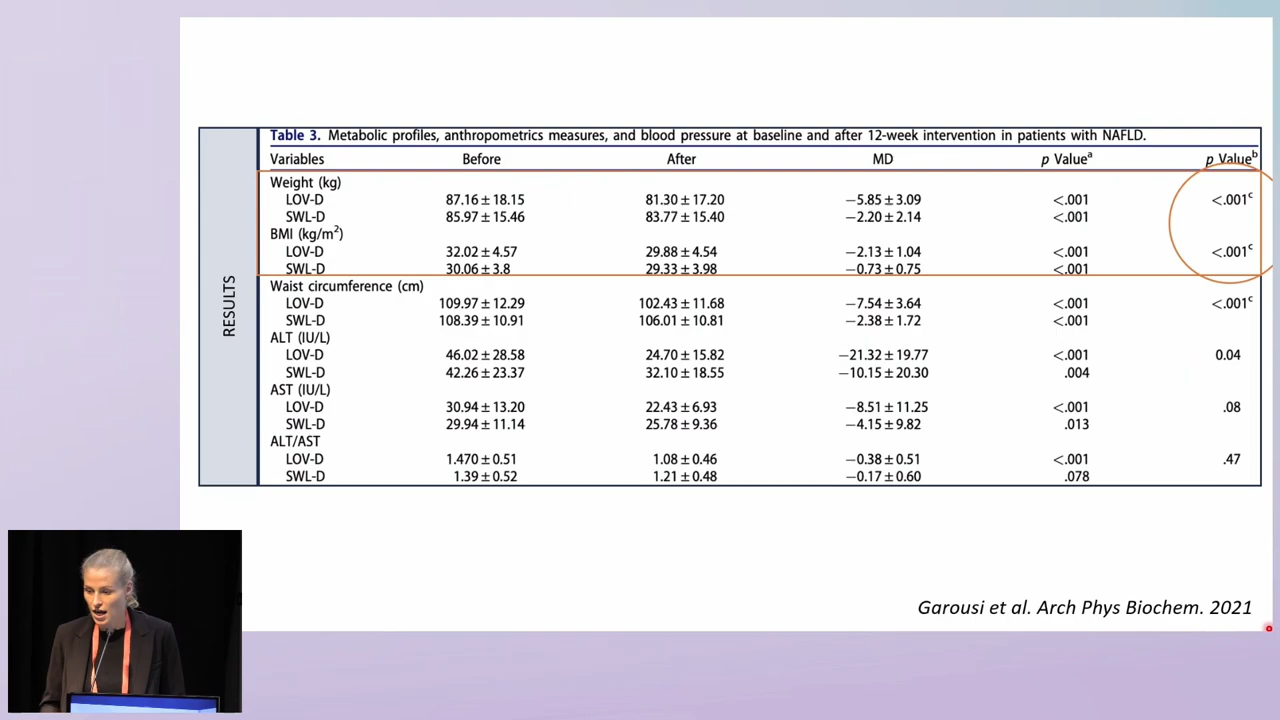 Table 3. Metabolic profiles, anthropometrics measures, and blood pressure at baseline and after 12-week intervention in patients with NAFLD.
Variables Before After MD p Valueᵃ p Valueᵇ
Weight (kg)
LOV-D 87.16 ± 18.15 81.30 ± 17.20 −5.85 ± 3.09 <.001 <.001ᶜ
SWL-D 85.97 ± 15.46 83.77 ± 15.40 −2.20 ± 2.14 <.001
BMI (kg/m²)
LOV-D 32.02 ± 4.57 29.88 ± 4.54 −2.13 ± 1.04 <.001 <.001ᶜ
SWL-D 30.06 ± 3.8 29.33 ± 3.98 −0.73 ± 0.75 <.001
Waist circumference (cm)
LOV-D 109.97 ± 12.29 102.43 ± 11.68 −7.54 ± 3.64 <.001 <.001ᶜ
SWL-D 108.39 ± 10.91 106.01 ± 10.81 −2.38 ± 1.72 <.001
ALT (IU/L)
LOV-D 46.02 ± 28.58 24.70 ± 15.82 −21.32 ± 19.77 <.001 0.04
SWL-D 42.26 ± 23.37 32.10 ± 18.55 −10.15 ± 20.30 .004
AST (IU/L)
LOV-D 30.94 ± 13.20 22.43 ± 6.93 −8.51 ± 11.25 <.001 .08
SWL-D 29.94 ± 11.14 25.78 ± 9.36 −4.15 ± 9.82 .013
ALT/AST
LOV-D 1.470 ± 0.51 1.08 ± 0.46 −0.38 ± 0.51 <.001 .47
SWL-D 1.39 ± 0.52 1.21 ± 0.48 −0.17 ± 0.60 .078
RESULTS
Garousi et al. Arch Phys Biochem. 2021